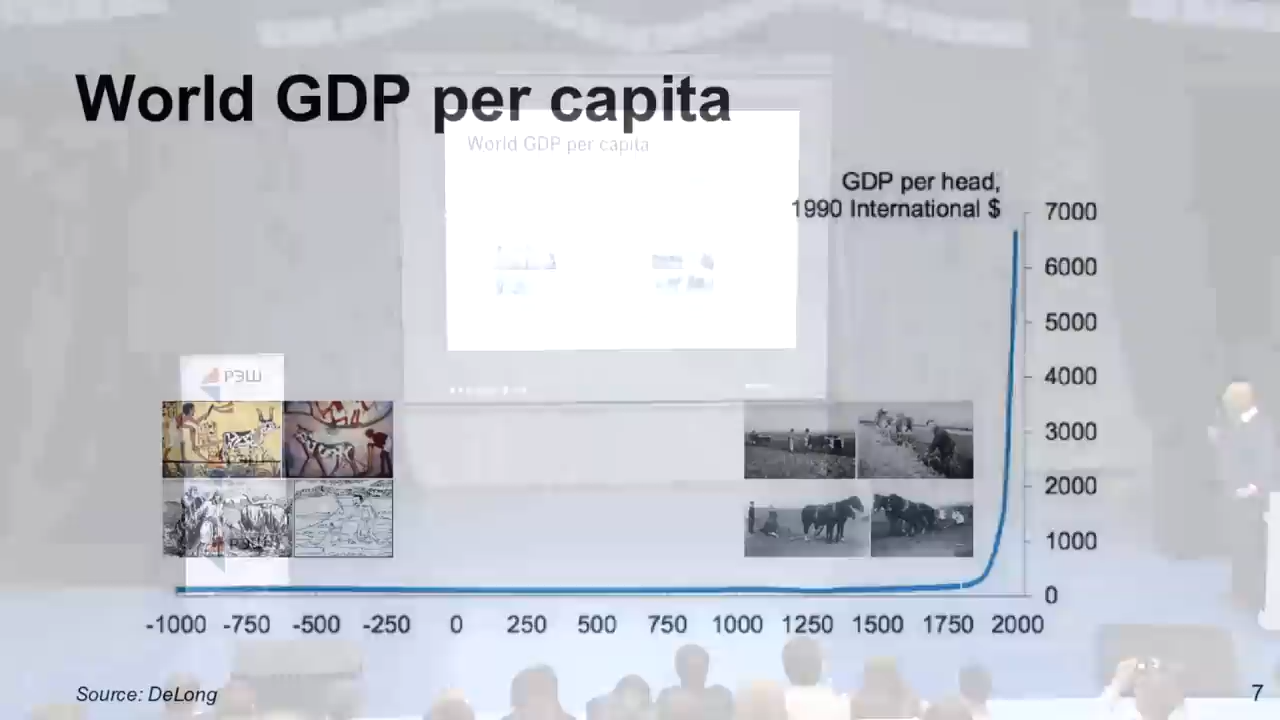 World GDP per capita
World GDP per capita
GDP per head,
1990 International $
7000
6000
5000
4000
3000
2000
1000
0
РЭШ
-1000 -750 -500 -250 0 250 500 750 1000 1250 1500 1750 2000
Source: DeLong
7